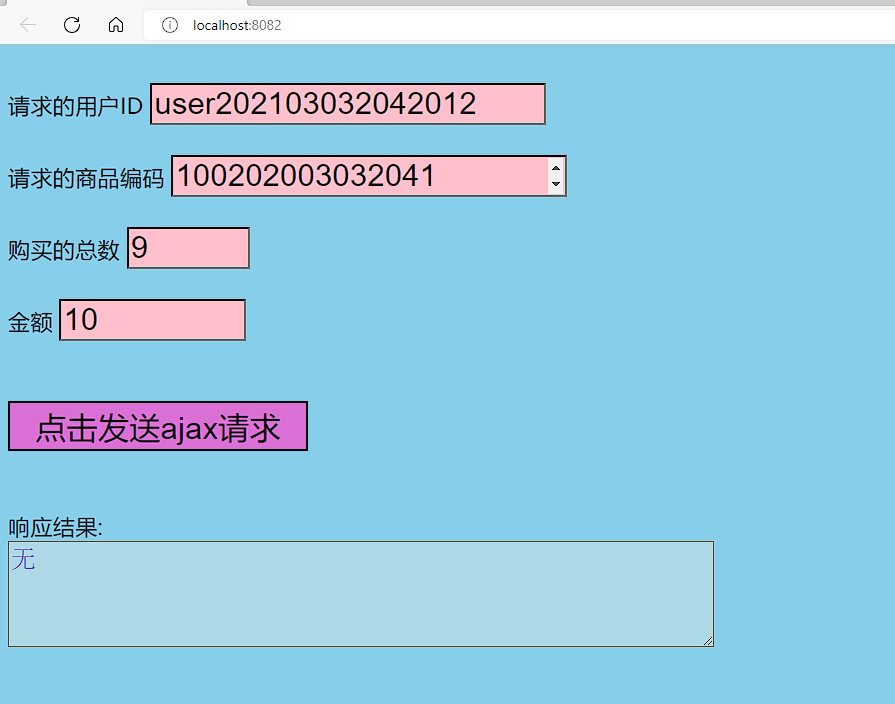 localhost:8082
请求的用户ID user202103032042012
请求的商品编码 100202003032041
购买的总数 9
金额 10
点击发送ajax请求
响应结果:
无